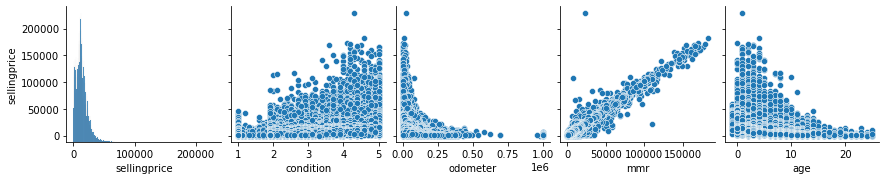 200000
150000
100000
50000
0
sellingprice
0 100000 200000
sellingprice
1 2 3 4 5
condition
0.00 0.25 0.50 0.75 1.00
1e6
odometer
0 50000 100000 150000
mmr
0 10 20
age